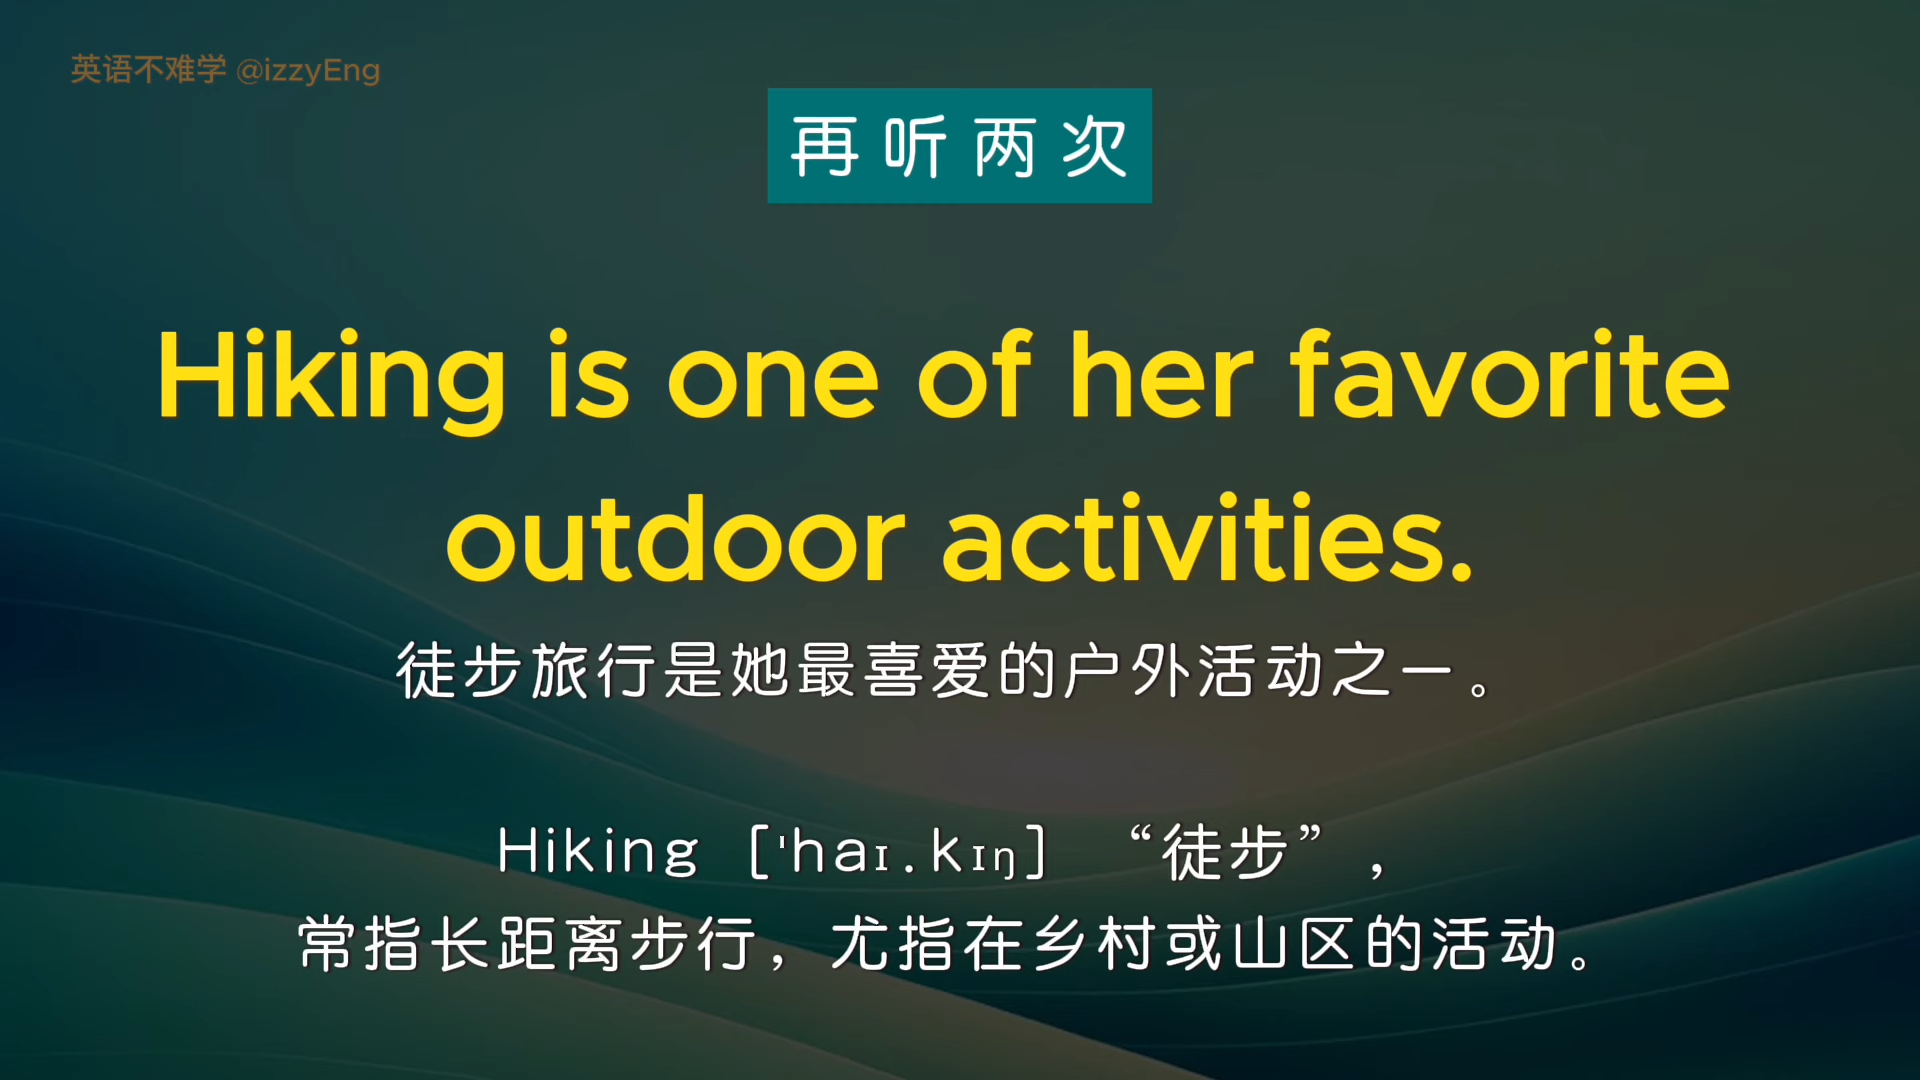 英语不难学 @izzyEng
再听两次
Hiking is one of her favorite
outdoor activities.
徒步旅行是她最喜爱的户外活动之一。
Hiking ['haɪ.kɪŋ] “徒步”，
常指长距离步行，尤指在乡村或山区的活动。